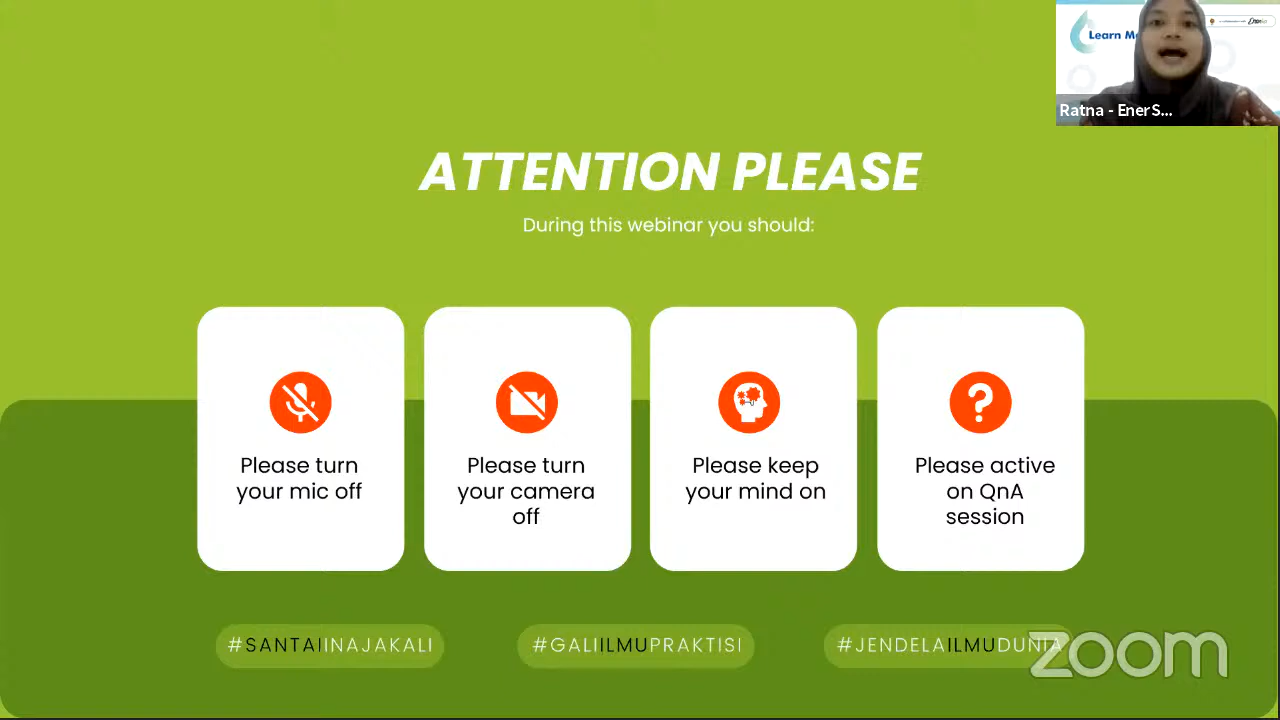 Learn
Ratna - EnerS...
ATTENTION PLEASE
During this webinar you should:
Please turn
your mic off
Please turn
your camera
off
Please keep
your mind on
Please active
on QnA
session
#SANTAIINAJAKALI
#GALIILMUPRAKTISI
#JENDELAILMUDUNIA
zoom